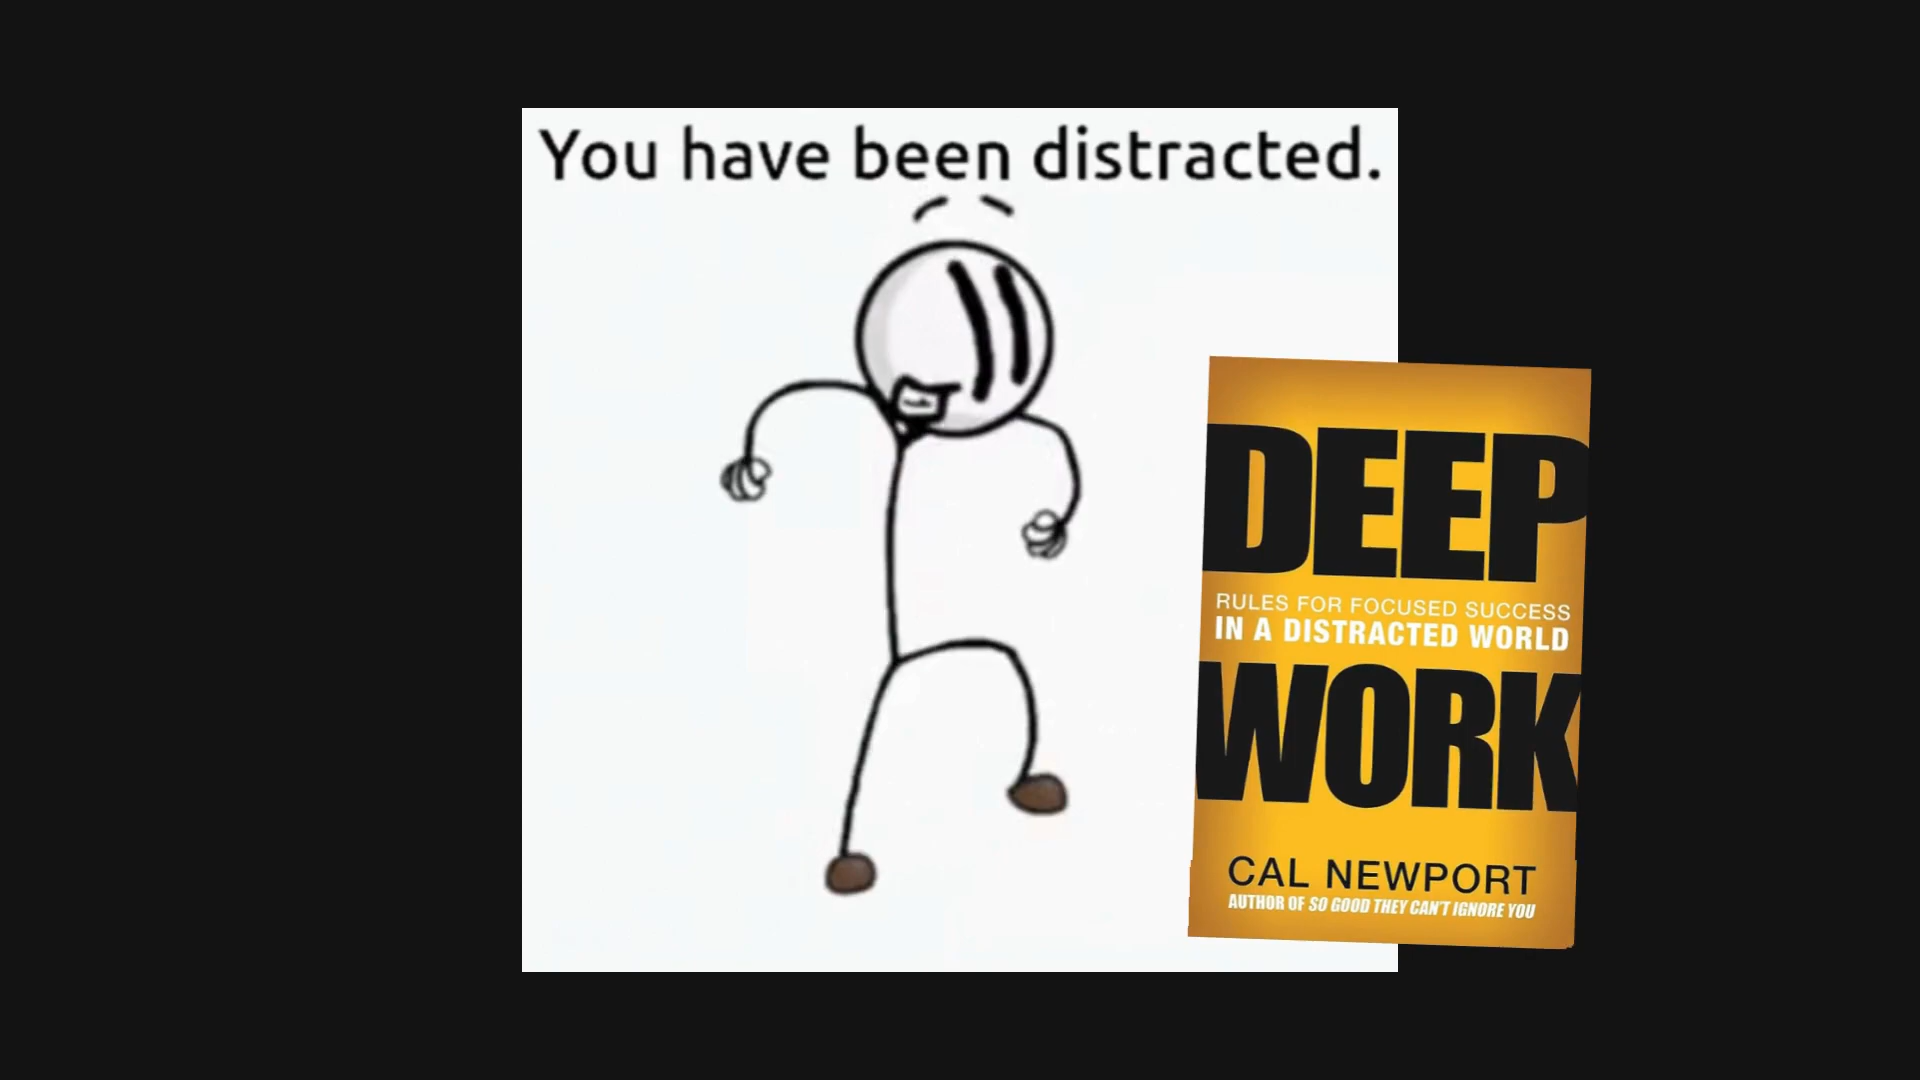 You have been distracted.
DEEP
RULES FOR FOCUSED SUCCESS
IN A DISTRACTED WORLD
WORK
CAL NEWPORT
AUTHOR OF SO GOOD THEY CAN'T IGNORE YOU